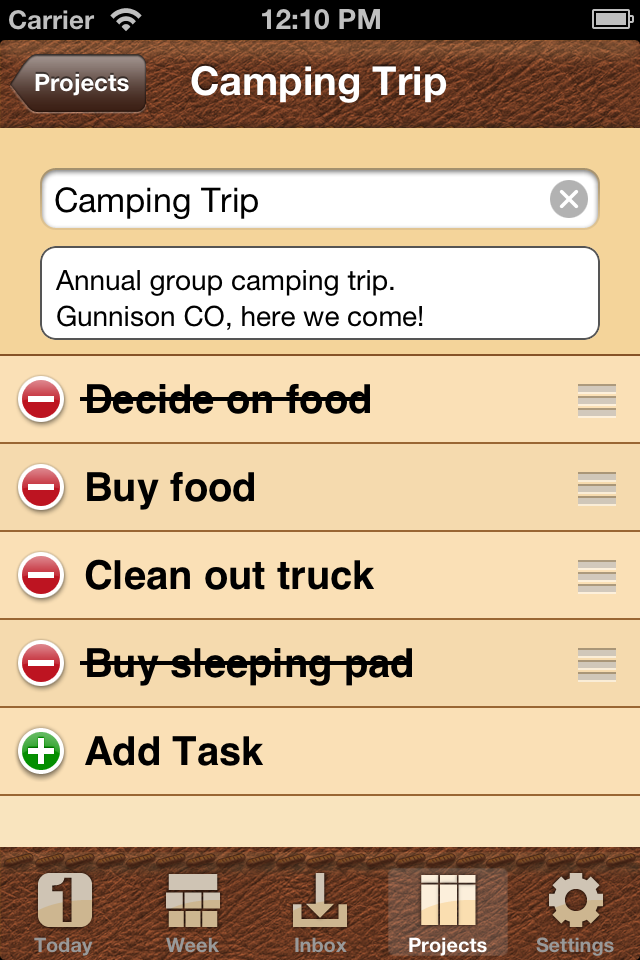 Carrier 12:10 PM
Projects Camping Trip
Camping Trip
Annual group camping trip.
Gunnison CO, here we come!
Decide on food
Buy food
Clean out truck
Buy sleeping pad
Add Task
1
Today Week Inbox Projects Settings